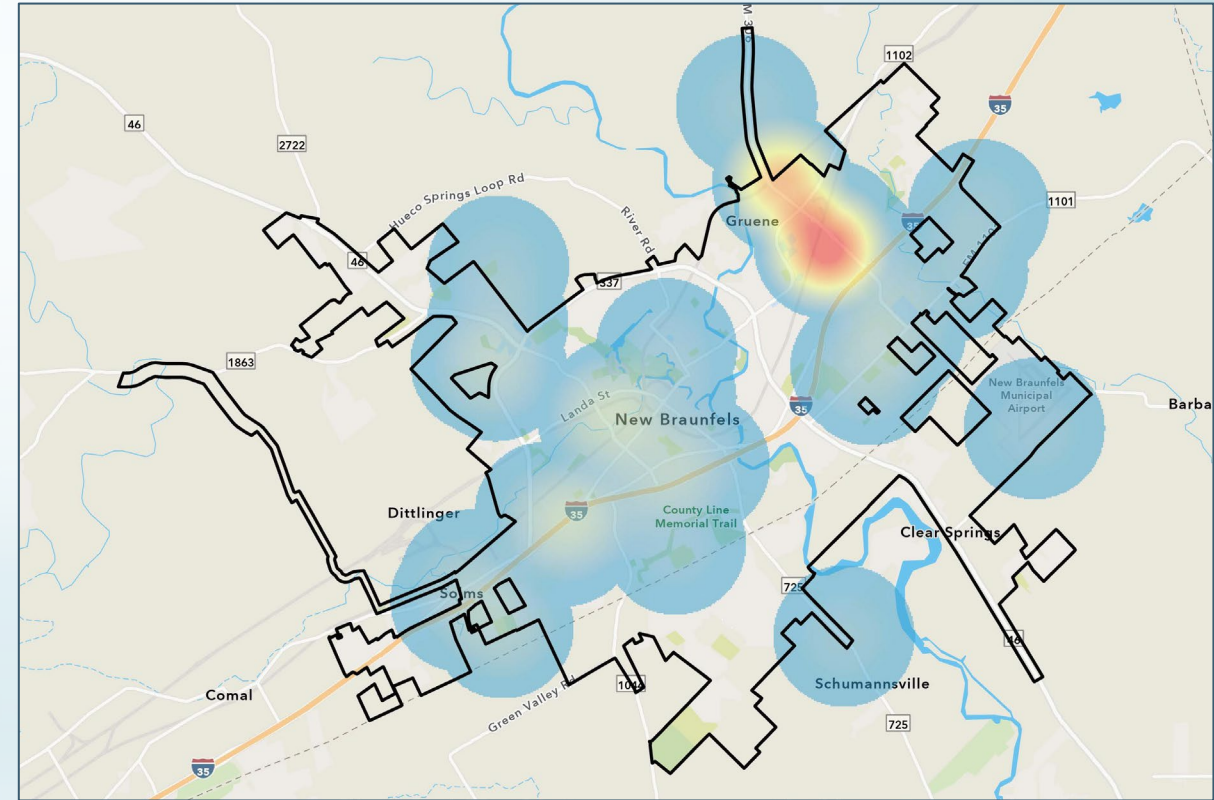 M 306
1102
35
46
2722
1101
Hueco Springs Loop Rd
River Rd
Gruene
35
46
337
1863
New Braunfels
Municipal
Airport
Landa St
New Braunfels
35
Barba
35
Dittlinger
County Line
Memorial Trail
Clear Springs
725
Solms
46
Comal
1044
Schumannsville
Green Valley Rd
725
35